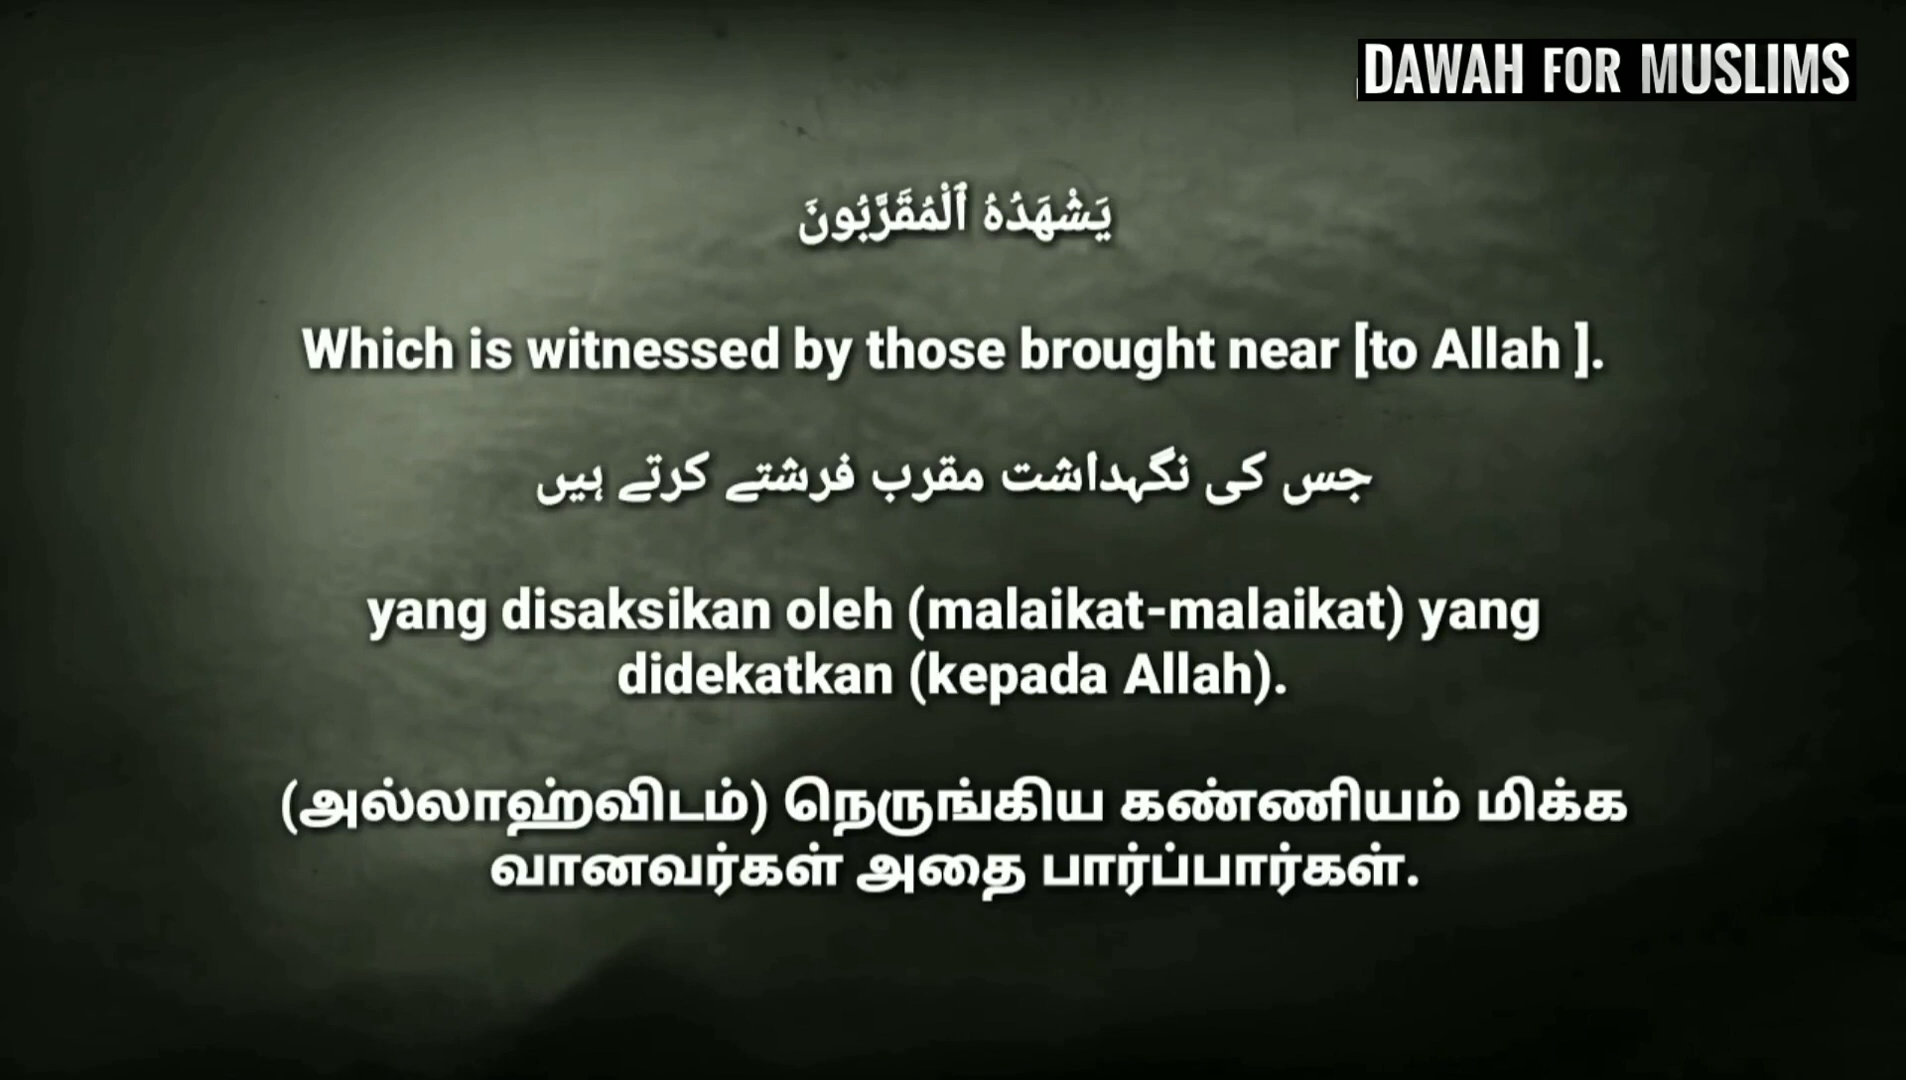 DAWAH FOR MUSLIMS
يَشْهَدُهُ ٱلْمُقَرَّبُونَ
Which is witnessed by those brought near [to Allah ].
جس کی نگہداشت مقرب فرشتے کرتے ہیں
yang disaksikan oleh (malaikat-malaikat) yang
didekatkan (kepada Allah).
(அல்லாஹ்விடம்) நெருங்கிய கண்ணியம் மிக்க
வானவர்கள் அதை பார்ப்பார்கள்.